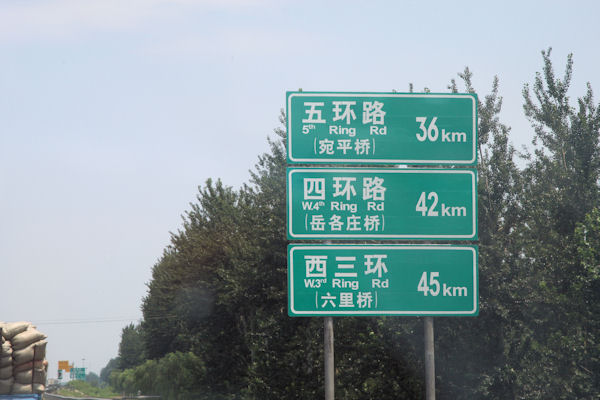 五环路
5th Ring Rd
36km
(宛平桥)
四环路
W.4th Ring Rd
42km
(岳各庄桥)
西三环
W.3rd Ring Rd
45km
(六里桥)